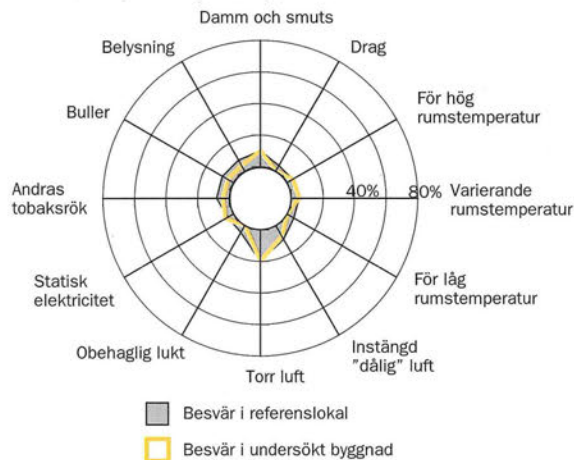 Damm och smuts
Belysning
Drag
Buller
För hög
rumstemperatur
Andras
tobaksrök
40%
80%
Varierande
rumstemperatur
Statisk
elektricitet
För låg
rumstemperatur
Obehaglig lukt
Torr luft
Instängd
"dålig" luft
Besvär i referenslokal
Besvär i undersökt byggnad